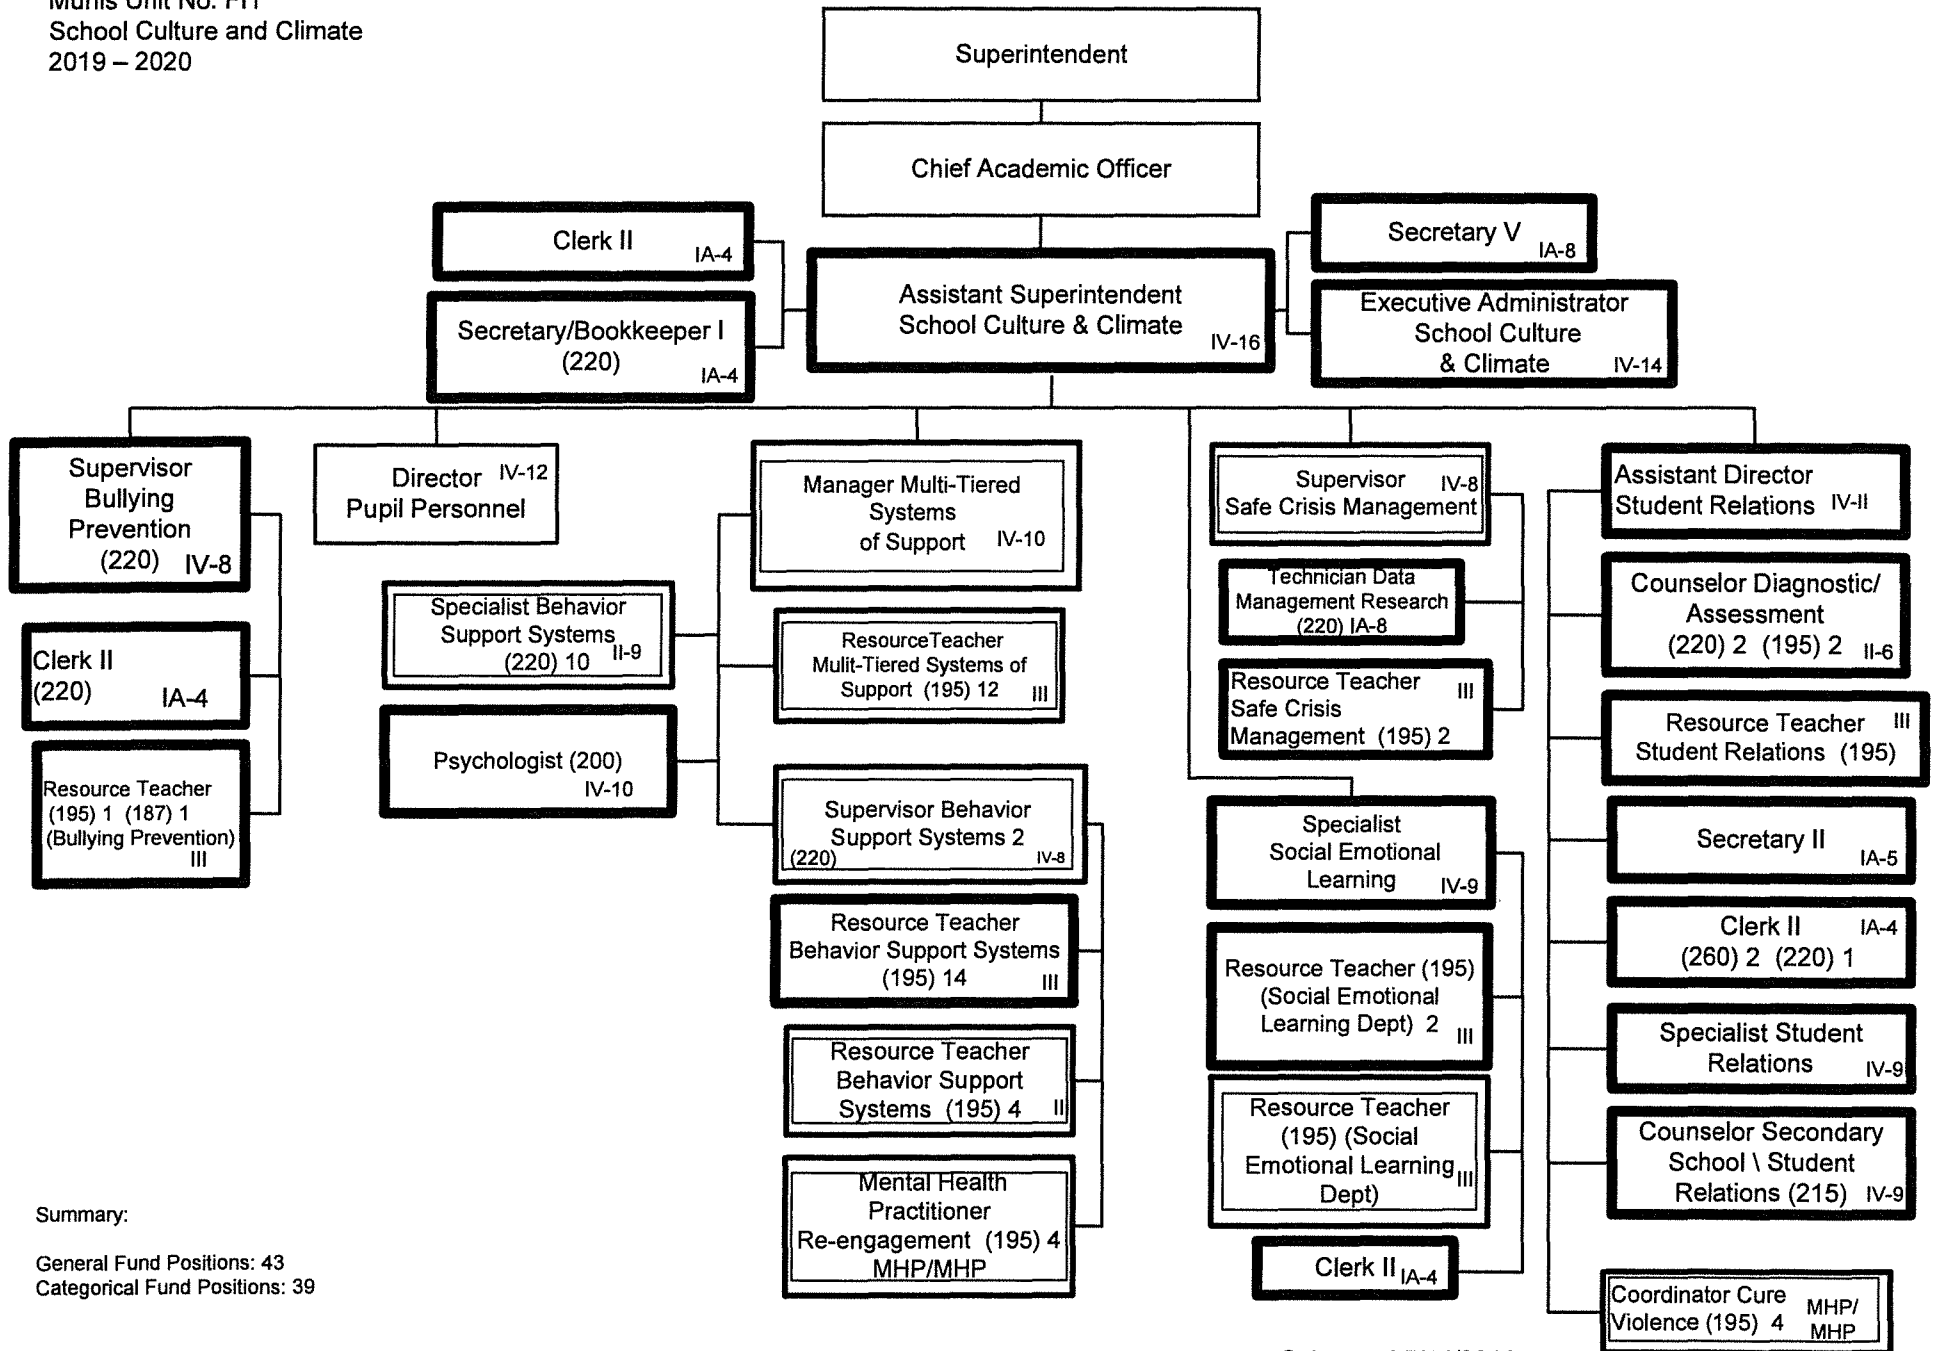 School Culture and Climate
2019 – 2020
Superintendent
Chief Academic Officer
Clerk II
IA-4
Secretary/Bookkeeper I
(220)
IA-4
Assistant Superintendent
School Culture & Climate
IV-16
Secretary V
IA-8
Executive Administrator
School Culture
& Climate IV-14
Supervisor
Bullying
Prevention
(220) IV-8
Clerk II
(220) IA-4
Resource Teacher
(195) 1 (187) 1
(Bullying Prevention)
III
Director IV-12
Pupil Personnel
Manager Multi-Tiered
Systems
of Support IV-10
Specialist Behavior
Support Systems
(220) 10 II-9
Psychologist (200)
IV-10
ResourceTeacher
Mulit-Tiered Systems of
Support (195) 12 III
Supervisor Behavior
Support Systems 2
(220) IV-8
Resource Teacher
Behavior Support Systems
(195) 14 III
Resource Teacher
Behavior Support
Systems (195) 4 II
Mental Health
Practitioner
Re-engagement (195) 4
MHP/MHP
Supervisor IV-8
Safe Crisis Management
Technician Data
Management Research
(220) IA-8
Resource Teacher III
Safe Crisis
Management (195) 2
Specialist
Social Emotional
Learning IV-9
Resource Teacher (195)
(Social Emotional
Learning Dept) 2 III
Resource Teacher
(195) (Social
Emotional Learning III
Dept)
Clerk II IA-4
Assistant Director
Student Relations IV-II
Counselor Diagnostic/
Assessment
(220) 2 (195) 2 II-6
Resource Teacher III
Student Relations (195)
Secretary II
IA-5
Clerk II IA-4
(260) 2 (220) 1
Specialist Student
Relations IV-9
Counselor Secondary
School \ Student
Relations (215) IV-9
Coordinator Cure MHP/
Violence (195) 4 MHP
Summary:
General Fund Positions: 43
Categorical Fund Positions: 39